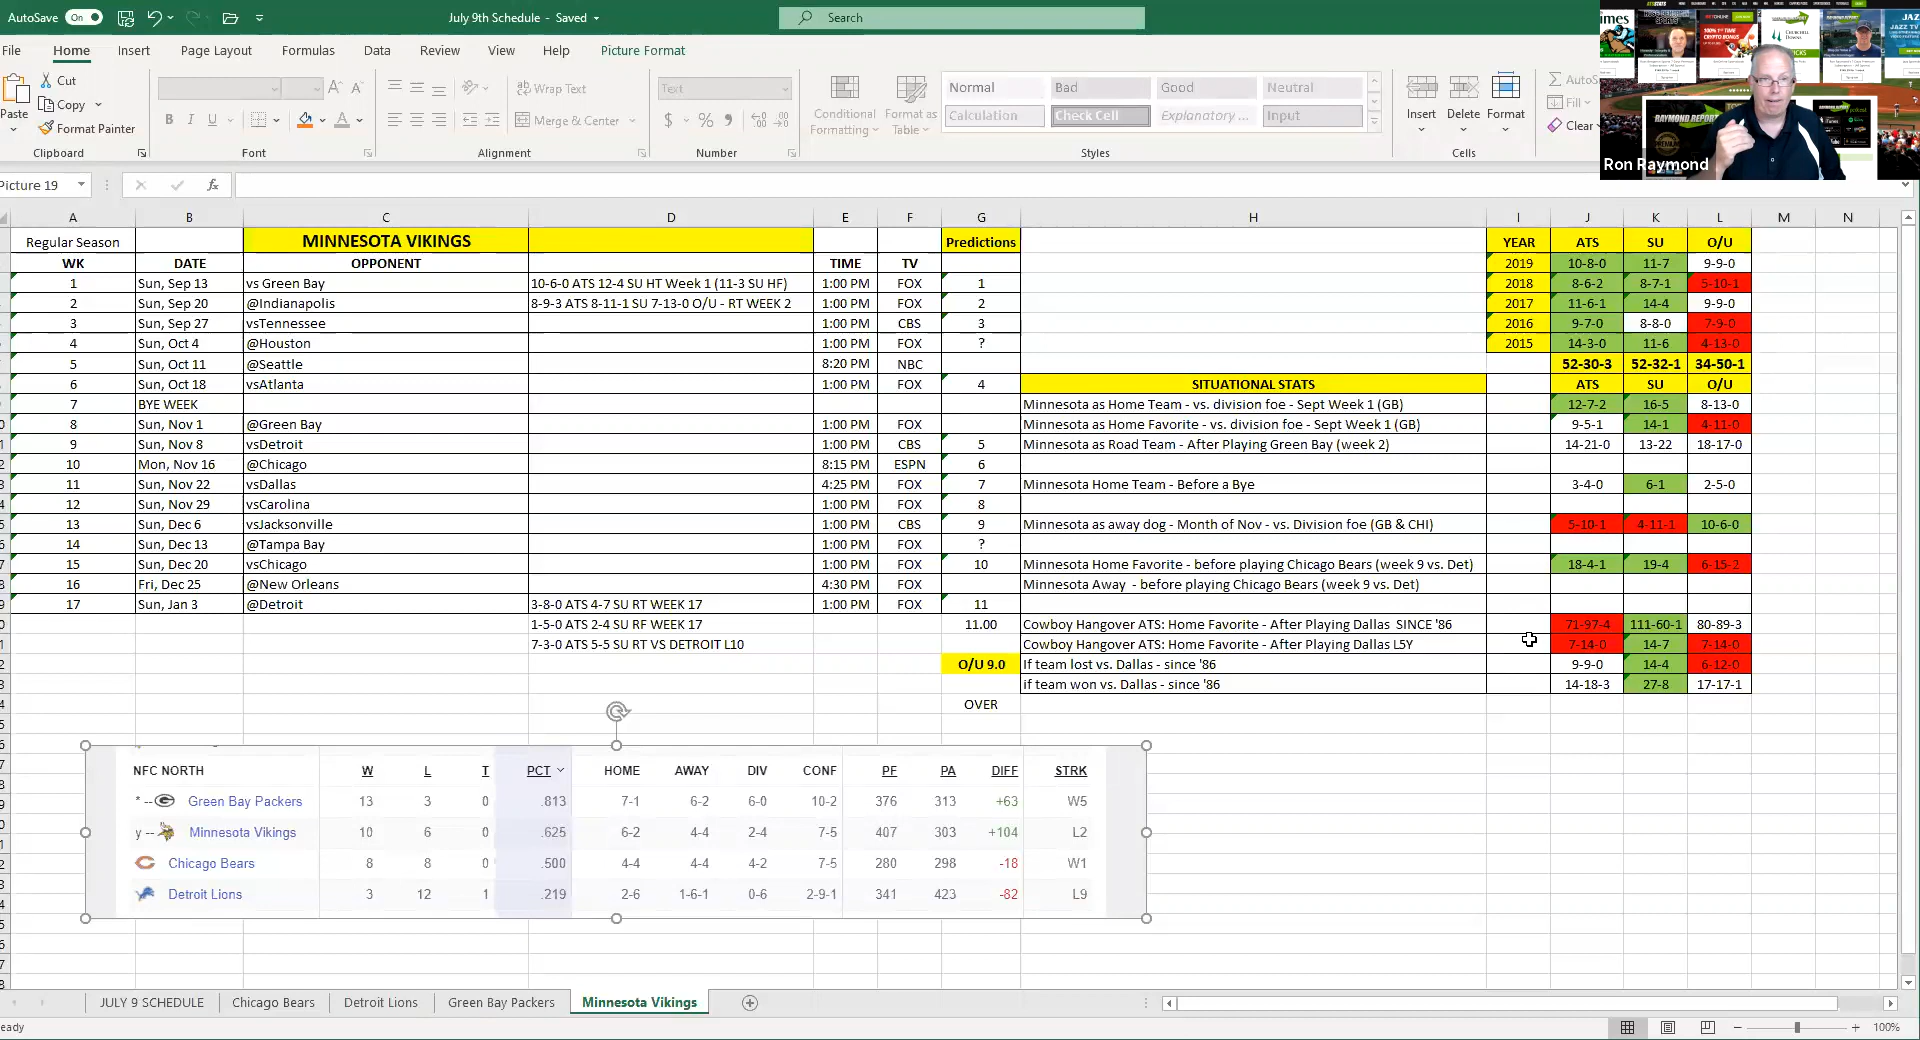 AutoSave On
July 9th Schedule - Saved
Search
File Home Insert Page Layout Formulas Data Review View Help Picture Format
Paste
Cut
Copy
Format Painter
Clipboard
B I U
Font
Wrap Text
Merge & Center
Alignment
Text
$ %
Number
Conditional Formatting
Format as Table
Normal Bad Good Neutral
Calculation Check Cell Explanatory ... Input
Styles
Insert Delete Format
Cells
AutoS
Fill
Clear
JAZZ TV
RAYMOND REPORT
Ron Raymond
Picture 19
fx
A B C D E F G H I J K L M N
Regular Season MINNESOTA VIKINGS Predictions YEAR ATS SU O/U
WK DATE OPPONENT TIME TV 2019 10-8-0 11-7 9-9-0
1 Sun, Sep 13 vs Green Bay 10-6-0 ATS 12-4 SU HT Week 1 (11-3 SU HF) 1:00 PM FOX 1 2018 8-6-2 8-7-1 5-10-1
2 Sun, Sep 20 @Indianapolis 8-9-3 ATS 8-11-1 SU 7-13-0 O/U - RT WEEK 2 1:00 PM FOX 2 2017 11-6-1 14-4 9-9-0
3 Sun, Sep 27 vsTennessee 1:00 PM CBS 3 2016 9-7-0 8-8-0 7-9-0
4 Sun, Oct 4 @Houston 1:00 PM FOX ? 2015 14-3-0 11-6 4-13-0
5 Sun, Oct 11 @Seattle 8:20 PM NBC 52-30-3 52-32-1 34-50-1
6 Sun, Oct 18 vsAtlanta 1:00 PM FOX 4 SITUATIONAL STATS ATS SU O/U
7 BYE WEEK Minnesota as Home Team - vs. division foe - Sept Week 1 (GB) 12-7-2 16-5 8-13-0
8 Sun, Nov 1 @Green Bay 1:00 PM FOX Minnesota as Home Favorite - vs. division foe - Sept Week 1 (GB) 9-5-1 14-1 4-11-0
9 Sun, Nov 8 vsDetroit 1:00 PM CBS 5 Minnesota as Road Team - After Playing Green Bay (week 2) 14-21-0 13-22 18-17-0
10 Mon, Nov 16 @Chicago 8:15 PM ESPN 6
11 Sun, Nov 22 vsDallas 4:25 PM FOX 7 Minnesota Home Team - Before a Bye 3-4-0 6-1 2-5-0
12 Sun, Nov 29 vsCarolina 1:00 PM FOX 8
13 Sun, Dec 6 vsJacksonville 1:00 PM CBS 9 Minnesota as away dog - Month of Nov - vs. Division foe (GB & CHI) 5-10-1 4-11-1 10-6-0
14 Sun, Dec 13 @Tampa Bay 1:00 PM FOX ?
15 Sun, Dec 20 vsChicago 1:00 PM FOX 10 Minnesota Home Favorite - before playing Chicago Bears (week 9 vs. Det) 18-4-1 19-4 6-15-2
16 Fri, Dec 25 @New Orleans 4:30 PM FOX Minnesota Away - before playing Chicago Bears (week 9 vs. Det)
17 Sun, Jan 3 @Detroit 3-8-0 ATS 4-7 SU RT WEEK 17 1:00 PM FOX 11
1-5-0 ATS 2-4 SU RF WEEK 17 11.00 Cowboy Hangover ATS: Home Favorite - After Playing Dallas SINCE '86 71-97-4 111-60-1 80-89-3
7-3-0 ATS 5-5 SU RT VS DETROIT L10 Cowboy Hangover ATS: Home Favorite - After Playing Dallas L5Y 7-14-0 14-7 7-14-0
O/U 9.0 If team lost vs. Dallas - since '86 9-9-0 14-4 6-12-0
if team won vs. Dallas - since '86 14-18-3 27-8 17-17-1
OVER
NFC NORTH W L T PCT HOME AWAY DIV CONF PF PA DIFF STRK
* -- Green Bay Packers 13 3 0 .813 7-1 6-2 6-0 10-2 376 313 +63 W5
y -- Minnesota Vikings 10 6 0 .625 6-2 4-4 2-4 7-5 407 303 +104 L2
Chicago Bears 8 8 0 .500 4-4 4-4 4-2 7-5 280 298 -18 W1
Detroit Lions 3 12 1 .219 2-6 1-6-1 0-6 2-9-1 341 423 -82 L9
JULY 9 SCHEDULE Chicago Bears Detroit Lions Green Bay Packers Minnesota Vikings
eady
100%